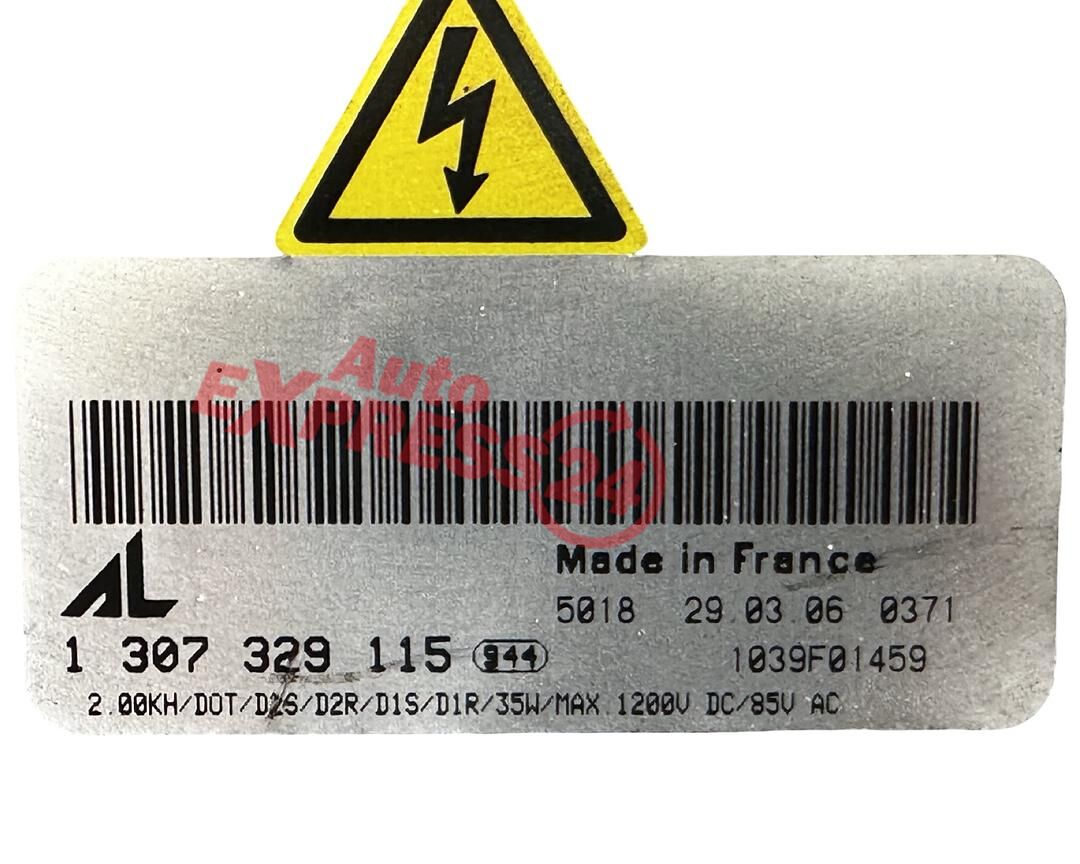 Auto
EXPRESS24
AL
Made in France
5018 29.03.06 0371
1 307 329 115 944
1039F01459
2.00KH/DOT/D2S/D2R/D1S/D1R/35W/MAX.1200V DC/85V AC